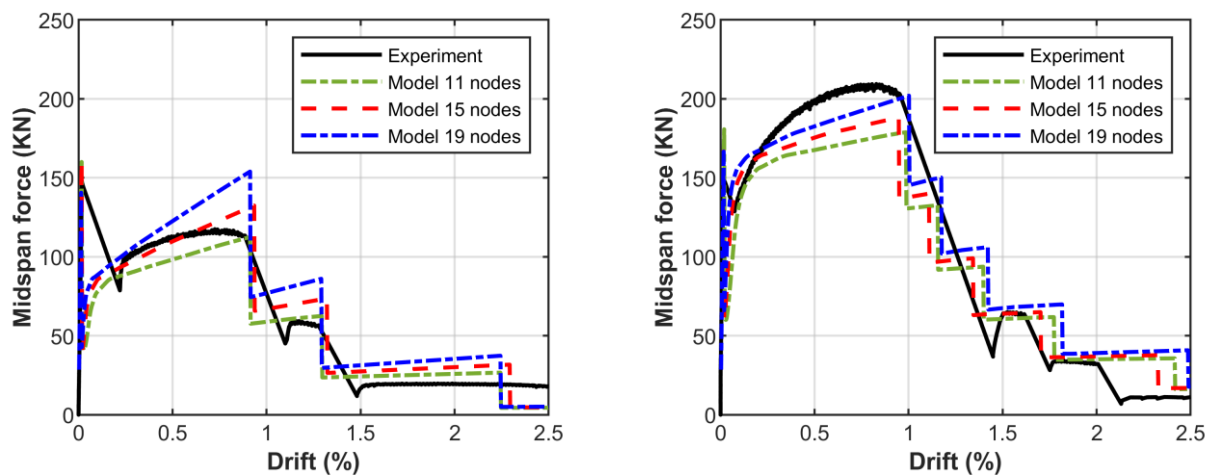 250
200
150
100
50
0
Midspan force (KN)
0
0.5
1
1.5
2
2.5
Drift (%)
Experiment
Model 11 nodes
Model 15 nodes
Model 19 nodes
250
200
150
100
50
0
Midspan force (KN)
0
0.5
1
1.5
2
2.5
Drift (%)
Experiment
Model 11 nodes
Model 15 nodes
Model 19 nodes